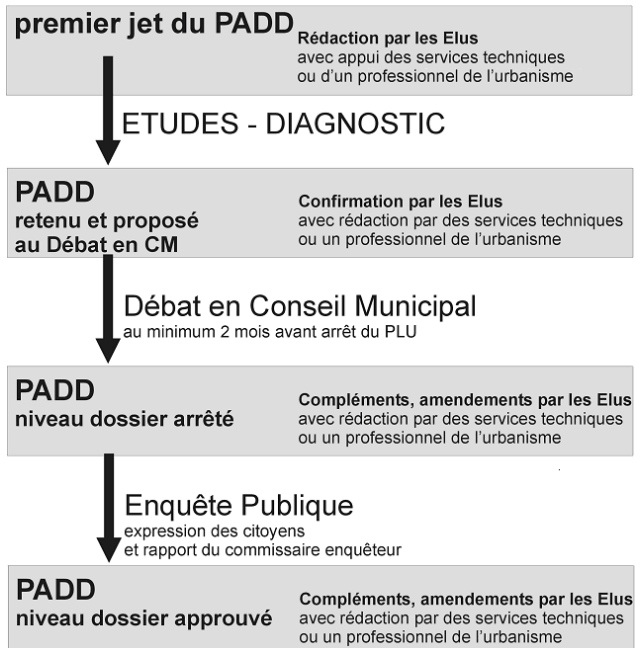 premier jet du PADD
Rédaction par les Elus
avec appui des services techniques
ou d'un professionnel de l'urbanisme
ETUDES - DIAGNOSTIC
PADD
retenu et proposé
au Débat en CM
Confirmation par les Elus
avec rédaction par des services techniques
ou un professionnel de l'urbanisme
Débat en Conseil Municipal
au minimum 2 mois avant arrêt du PLU
PADD
niveau dossier arrêté
Compléments, amendements par les Elus
avec rédaction par des services techniques
ou un professionnel de l'urbanisme
Enquête Publique
expression des citoyens
et rapport du commissaire enquêteur
PADD
niveau dossier approuvé
Compléments, amendements par les Elus
avec rédaction par des services techniques
ou un professionnel de l'urbanisme